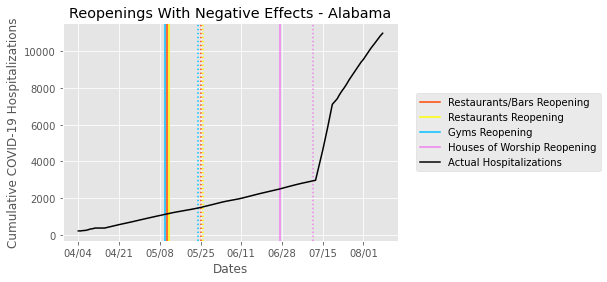 Reopenings With Negative Effects - Alabama
Cumulative COVID-19 Hospitalizations
10000
8000
6000
4000
2000
0
04/04 04/21 05/08 05/25 06/11 06/28 07/15 08/01
Dates
Restaurants/Bars Reopening
Restaurants Reopening
Gyms Reopening
Houses of Worship Reopening
Actual Hospitalizations